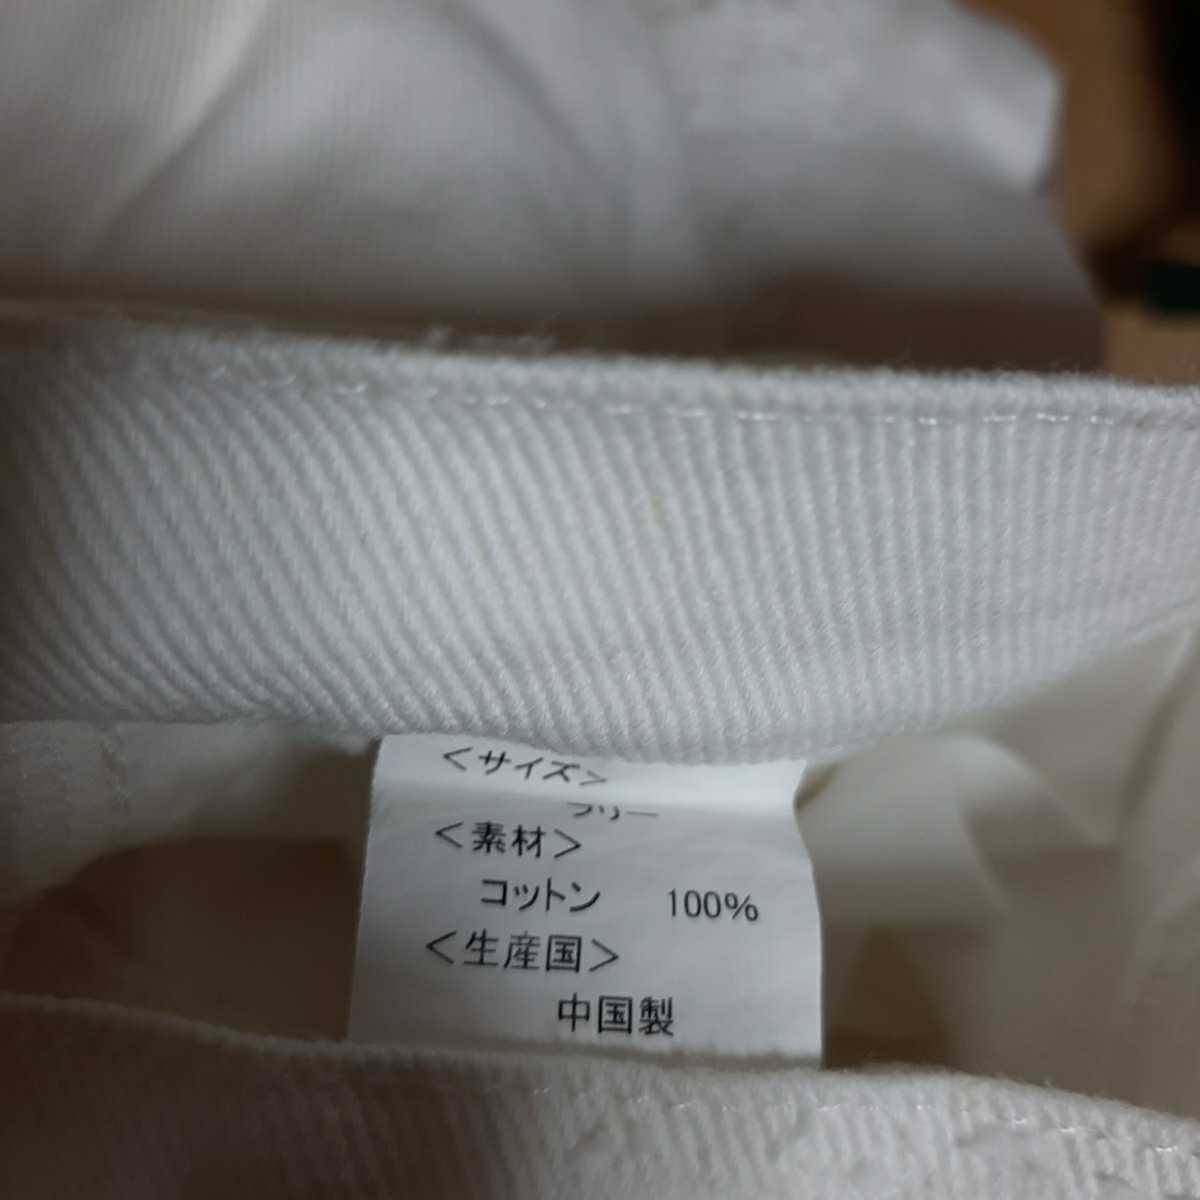 ＜サイズ＞
フリー
＜素材＞
コットン 100%
＜生産国＞
中国製